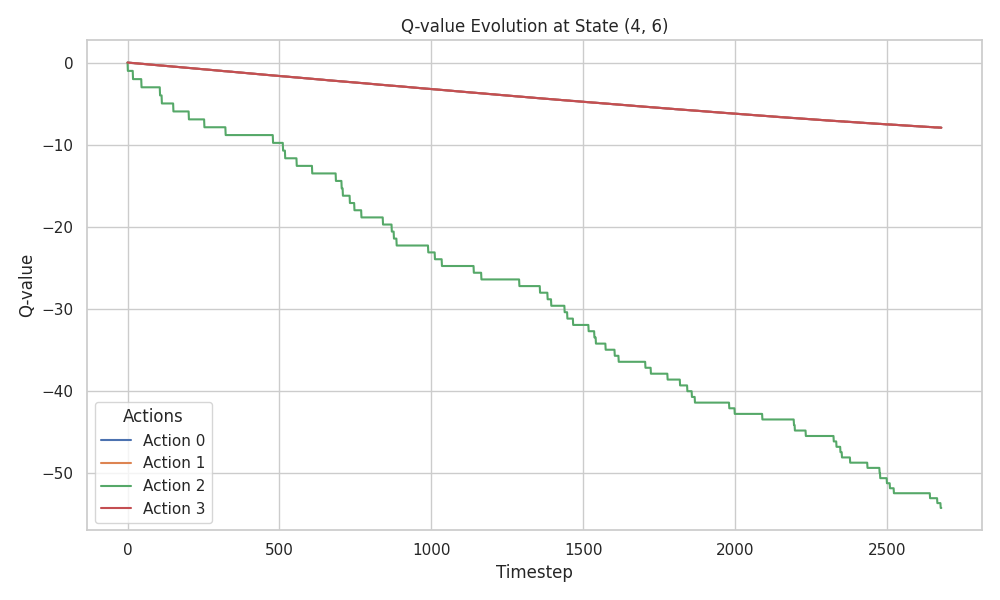 Q-value Evolution at State (4, 6)
0
−10
−20
−30
−40
−50
Q-value
Actions
Action 0
Action 1
Action 2
Action 3
0
500
1000
1500
2000
2500
Timestep